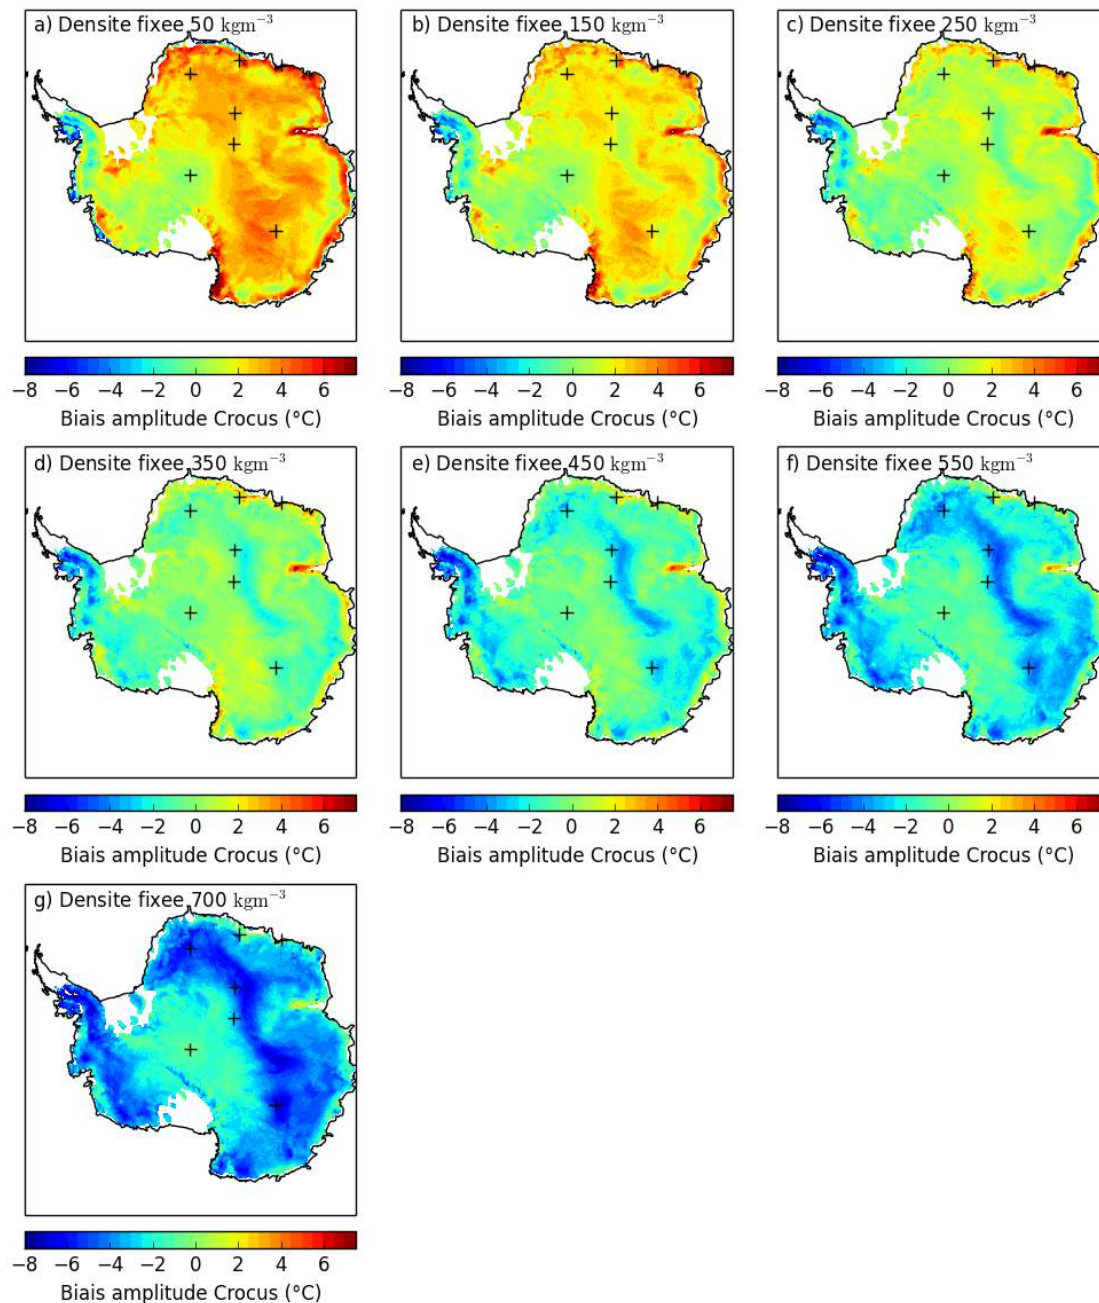 a) Densite fixee 50 kgm⁻³
b) Densite fixee 150 kgm⁻³
c) Densite fixee 250 kgm⁻³
−8 −6 −4 −2 0 2 4 6
−8 −6 −4 −2 0 2 4 6
−8 −6 −4 −2 0 2 4 6
Biais amplitude Crocus (°C)
Biais amplitude Crocus (°C)
Biais amplitude Crocus (°C)
d) Densite fixee 350 kgm⁻³
e) Densite fixee 450 kgm⁻³
f) Densite fixee 550 kgm⁻³
−8 −6 −4 −2 0 2 4 6
−8 −6 −4 −2 0 2 4 6
−8 −6 −4 −2 0 2 4 6
Biais amplitude Crocus (°C)
Biais amplitude Crocus (°C)
Biais amplitude Crocus (°C)
g) Densite fixee 700 kgm⁻³
−8 −6 −4 −2 0 2 4 6
Biais amplitude Crocus (°C)